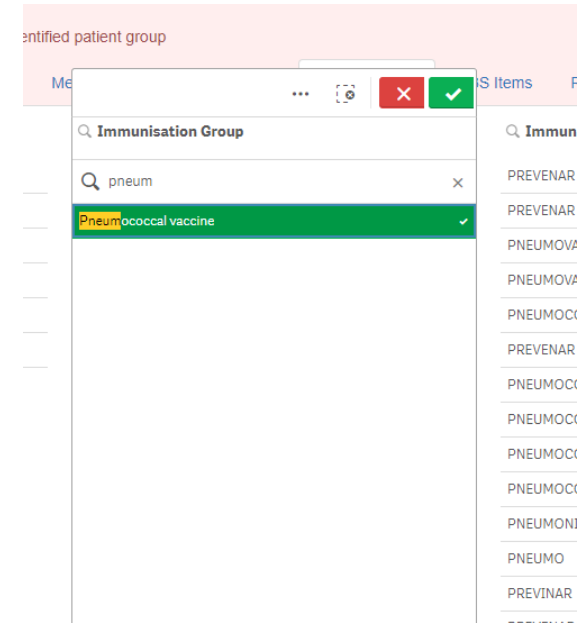 entified patient group
Me
BS Items
Immunisation Group
pneum
Pneumococcal vaccine
Immun
PREVENAR
PREVENAR
PNEUMOVA
PNEUMOVA
PNEUMOCO
PREVENAR
PNEUMOCO
PNEUMOCO
PNEUMOCO
PNEUMOCO
PNEUMONI
PNEUMO
PREVINAR